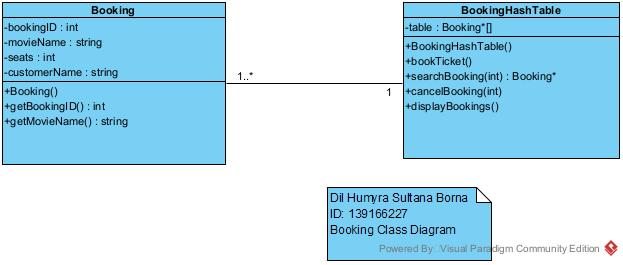 Booking
-bookingID : int
-movieName : string
-seats : int
-customerName : string
+Booking()
+getBookingID() : int
+getMovieName() : string
1..*
1
BookingHashTable
-table : Booking*[]
+BookingHashTable()
+bookTicket()
+searchBooking(int) : Booking*
+cancelBooking(int)
+displayBookings()
Dil Humyra Sultana Borna
ID: 139166227
Booking Class Diagram
Powered By: Visual Paradigm Community Edition